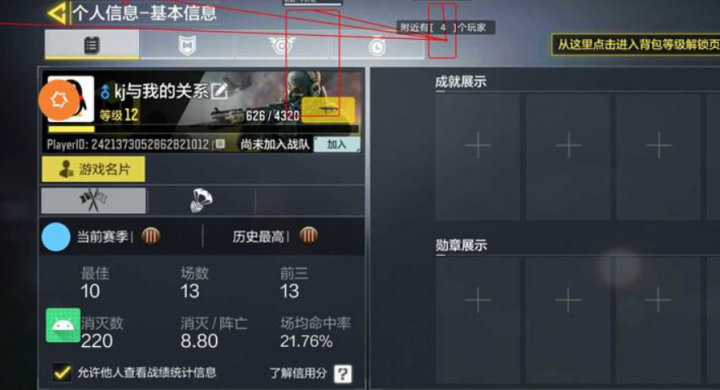 个人信息-基本信息
附近有[ 4 ]个玩家
从这里点击进入背包等级解锁页
kj与我的关系
等级 12
626 / 4320
PlayerID: 2421373052862821012
尚未加入战队
加入
游戏名片
当前赛季|
历史最高|
最佳
场数
前三
10
13
13
消灭数
消灭 / 阵亡
场均命中率
220
8.80
21.76%
允许他人查看战绩统计信息
了解信用分 ?
成就展示
勋章展示